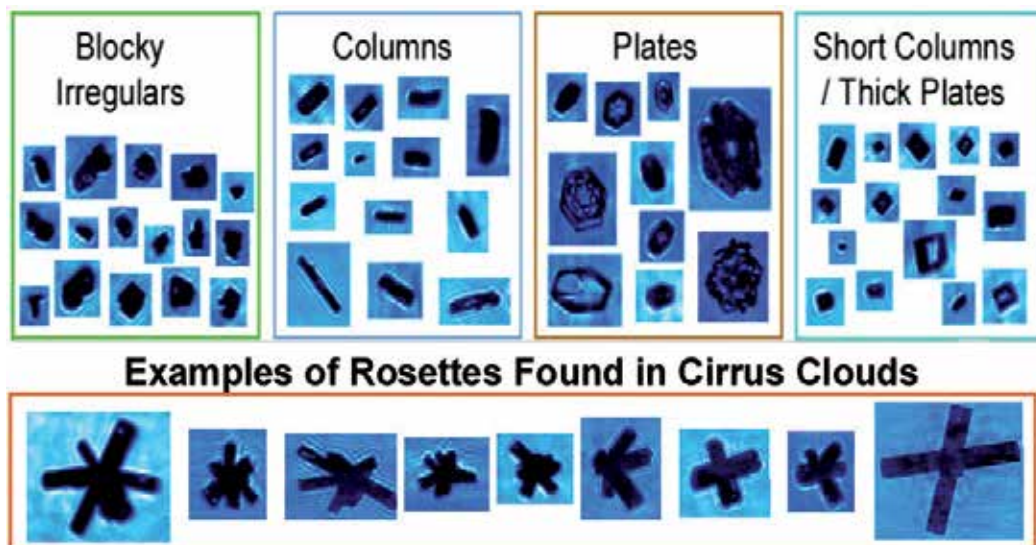 Blocky
Irregulars
Columns
Plates
Short Columns
/ Thick Plates
Examples of Rosettes Found in Cirrus Clouds